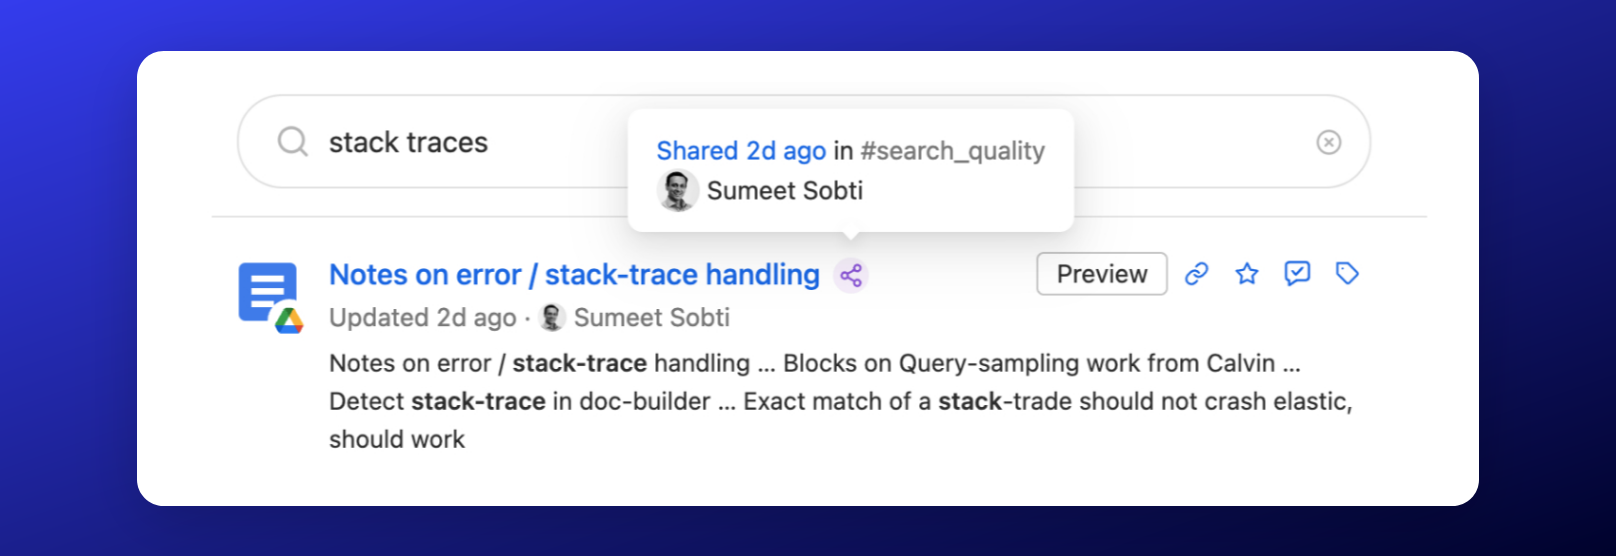 stack traces
Shared 2d ago in #search_quality
Sumeet Sobti
Notes on error / stack-trace handling
Preview
Updated 2d ago · Sumeet Sobti
Notes on error / stack-trace handling ... Blocks on Query-sampling work from Calvin ...
Detect stack-trace in doc-builder ... Exact match of a stack-trade should not crash elastic,
should work